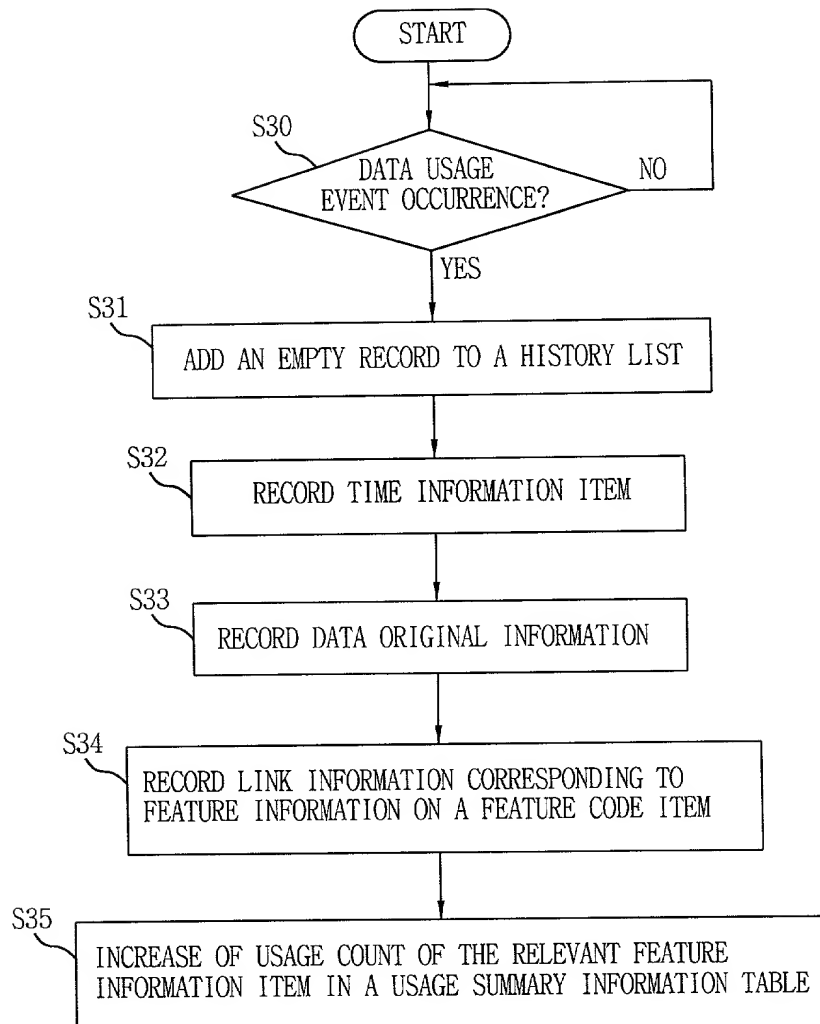 START
S30
DATA USAGE
EVENT OCCURRENCE?
NO
YES
S31
ADD AN EMPTY RECORD TO A HISTORY LIST
S32
RECORD TIME INFORMATION ITEM
S33
RECORD DATA ORIGINAL INFORMATION
S34
RECORD LINK INFORMATION CORRESPONDING TO
FEATURE INFORMATION ON A FEATURE CODE ITEM
S35
INCREASE OF USAGE COUNT OF THE RELEVANT FEATURE
INFORMATION ITEM IN A USAGE SUMMARY INFORMATION TABLE